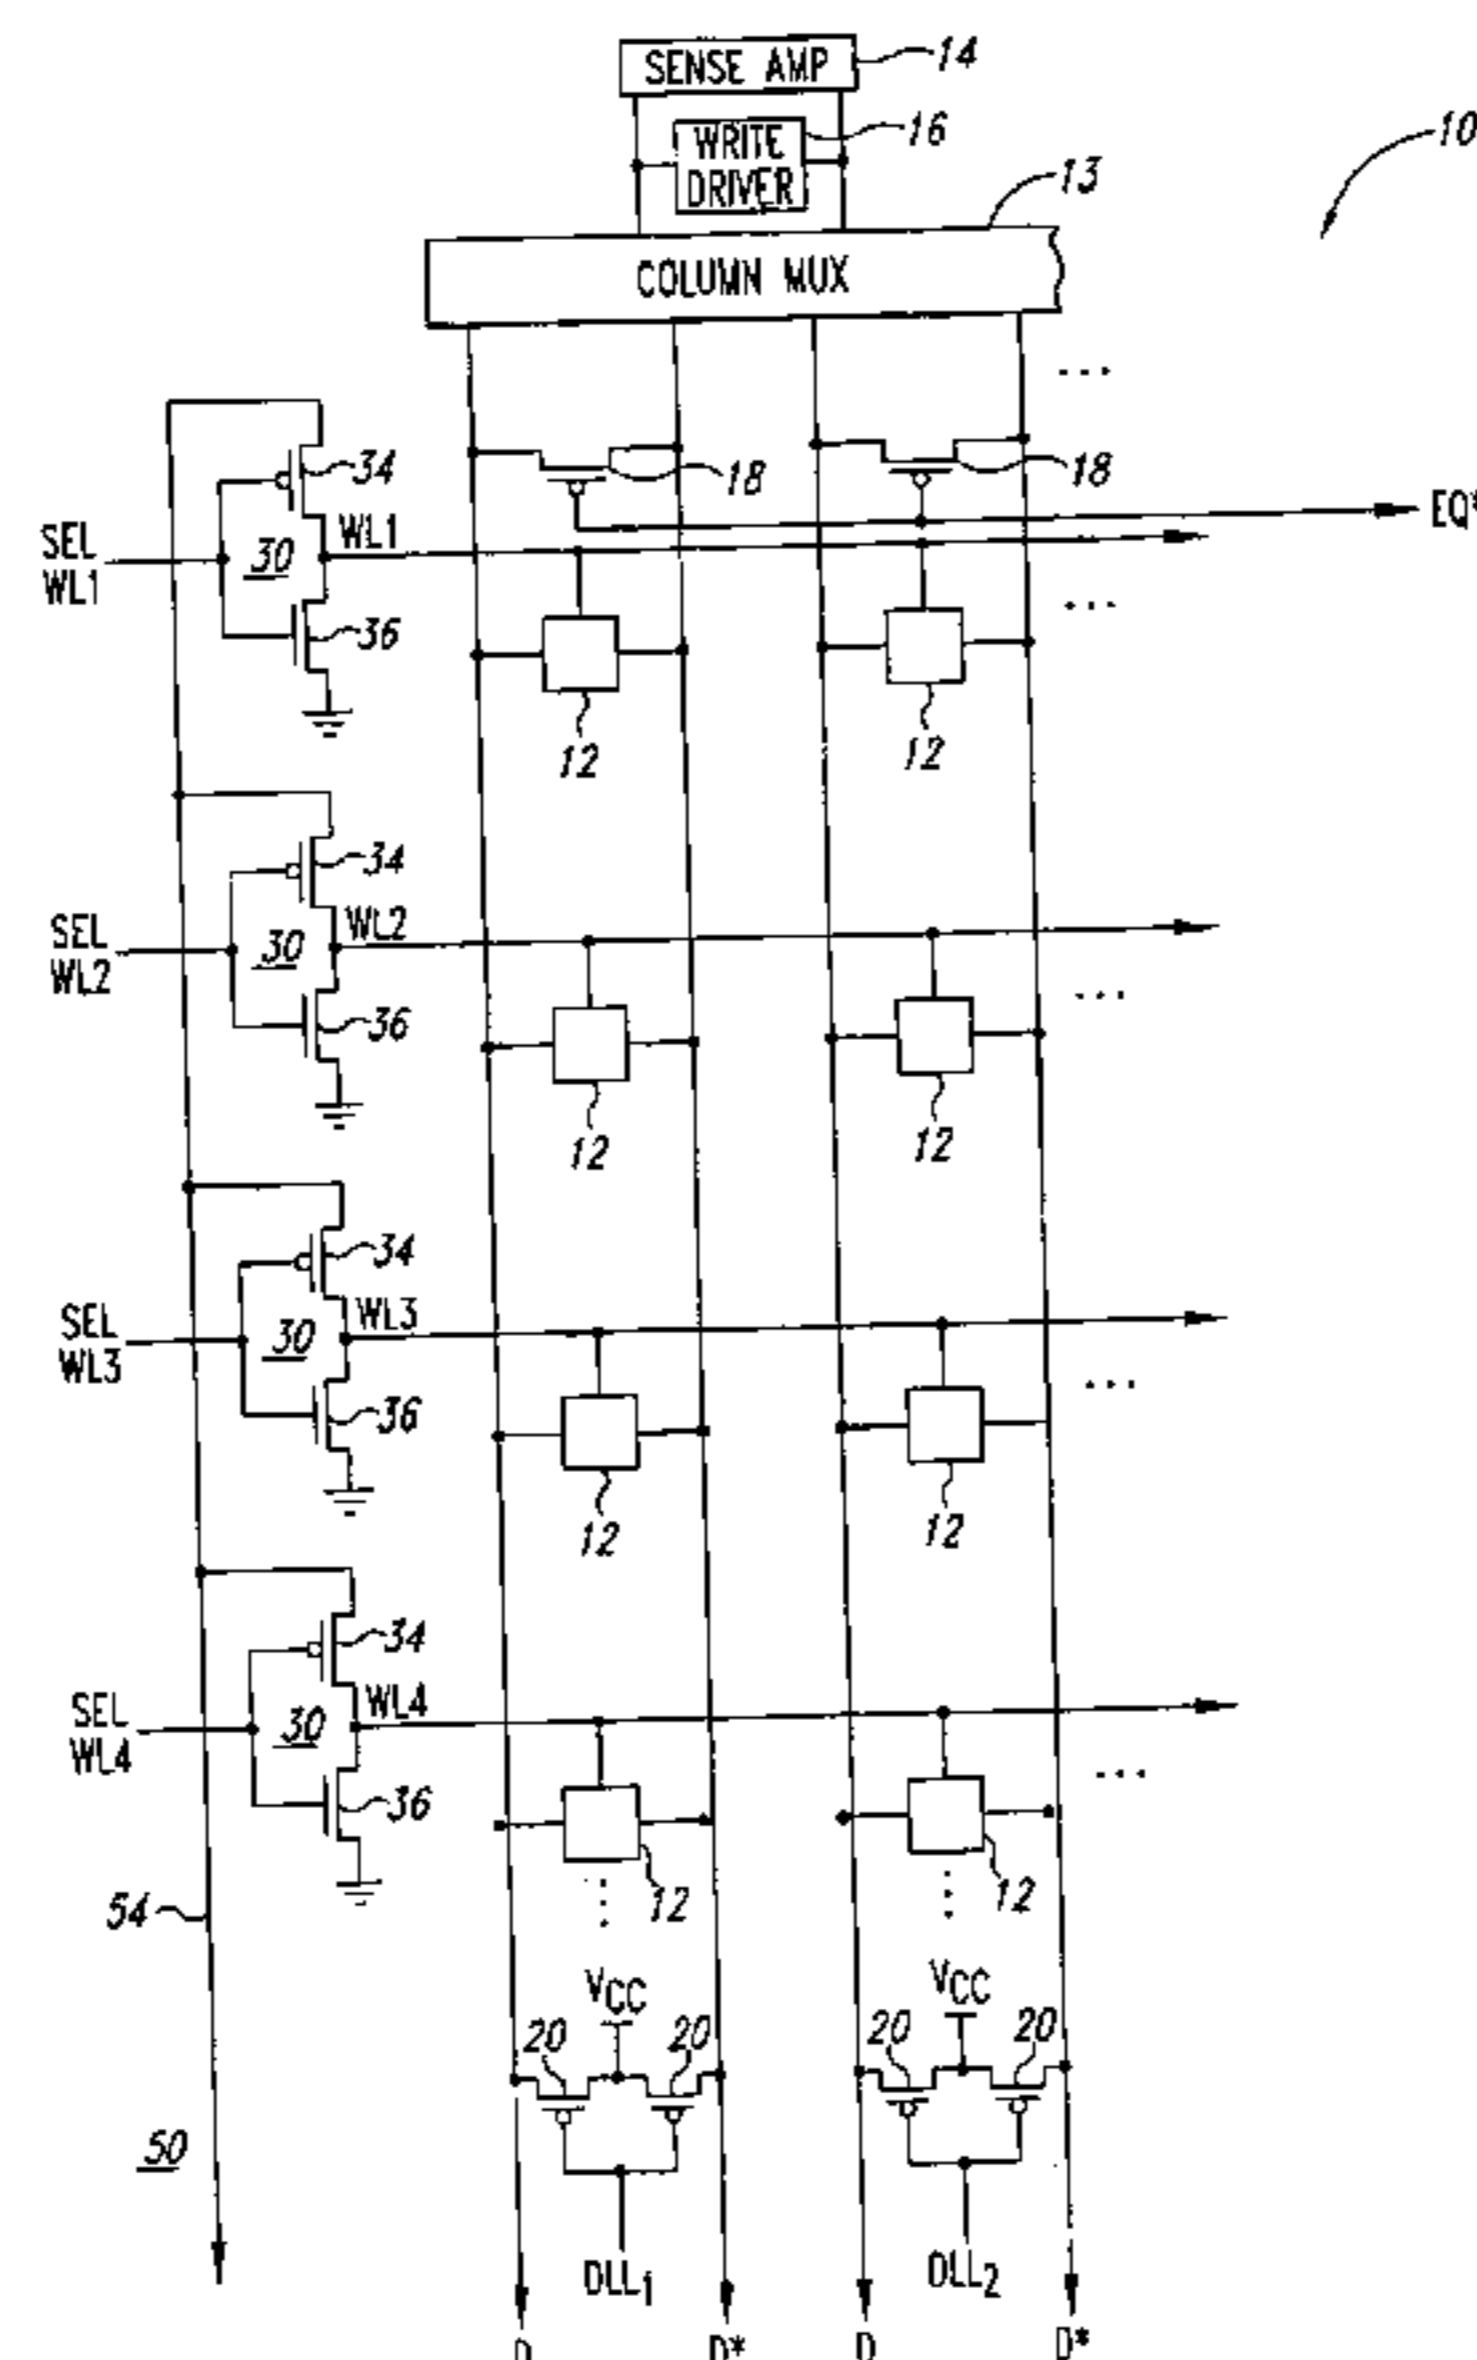 SENSE AMP
14
WRITE
DRIVER
16
10
13
COLUMN MUX
...
34
18
18
EQ*
SEL
WL1
30
WL1
36
...
12
12
34
SEL
WL2
30
WL2
36
...
12
12
34
SEL
WL3
30
WL3
36
...
12
12
34
SEL
WL4
30
WL4
36
...
54
12
12
VCC
VCC
20
20
20
20
50
DLL1
DLL2
D
D*
D
D*